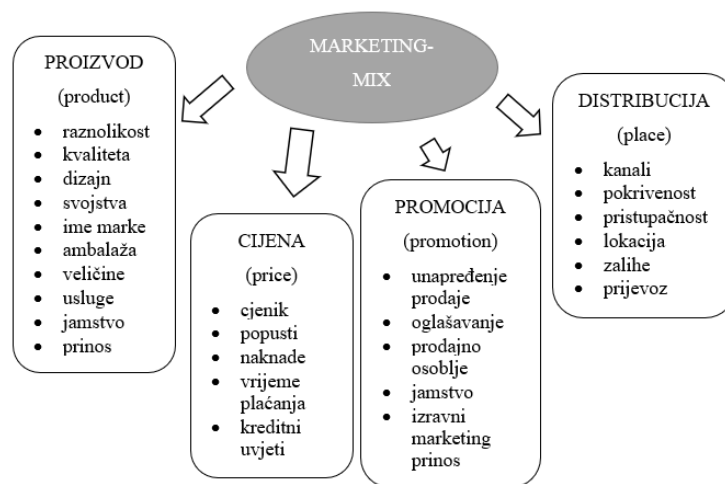 MARKETING-
MIX
PROIZVOD
(product)
• raznolikost
• kvaliteta
• dizajn
• svojstva
• ime marke
• ambalaža
• veličine
• usluge
• jamstvo
• prinos
CIJENA
(price)
• cjenik
• popusti
• naknade
• vrijeme
plaćanja
• kreditni
uvjeti
PROMOCIJA
(promotion)
• unapređenje
prodaje
• oglašavanje
• prodajno
osoblje
• jamstvo
• izravni
marketing
prinos
DISTRIBUCIJA
(place)
• kanali
• pokrivenost
• pristupačnost
• lokacija
• zalihe
• prijevoz